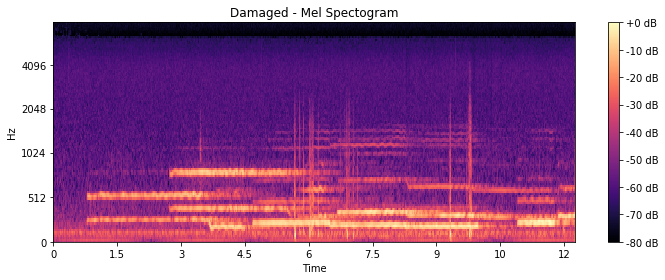 Damaged - Mel Spectogram
Hz
4096
2048
1024
512
0
0 1.5 3 4.5 6 7.5 9 10 12
Time
+0 dB
-10 dB
-20 dB
-30 dB
-40 dB
-50 dB
-60 dB
-70 dB
-80 dB